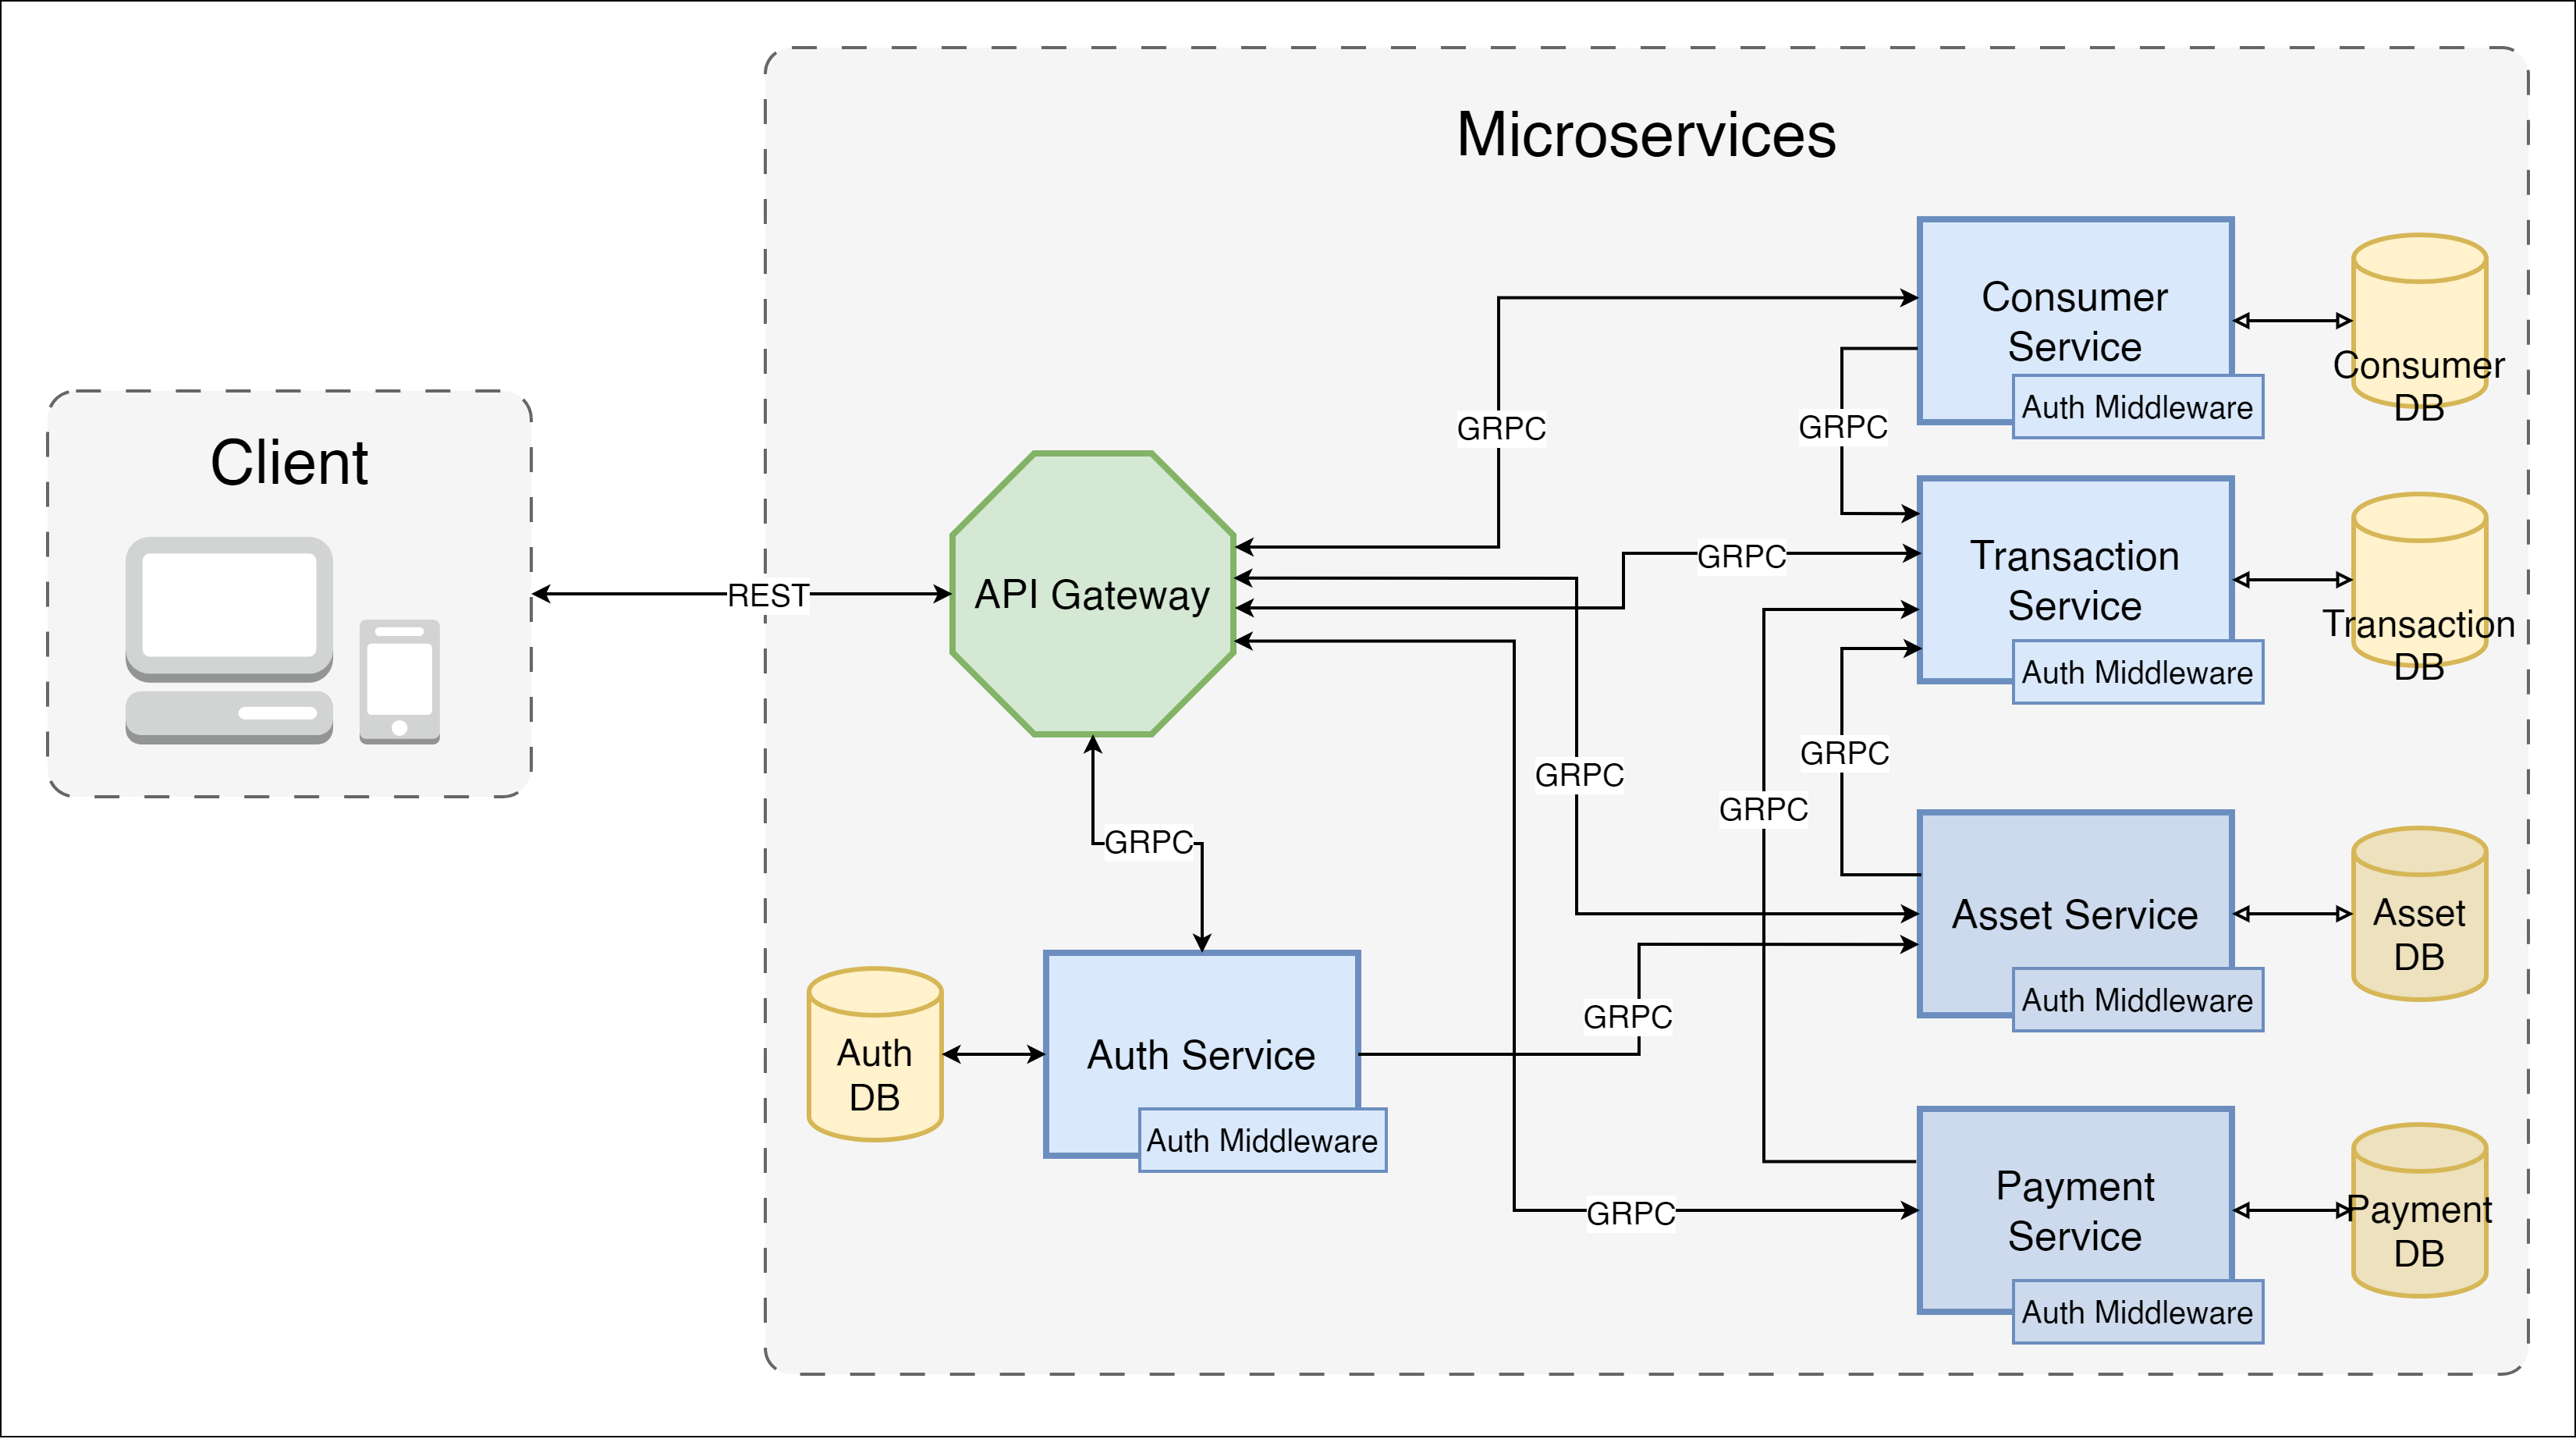 Microservices
Client
REST
API Gateway
GRPC
GRPC
GRPC
GRPC
GRPC
GRPC
GRPC
GRPC
GRPC
Consumer
Service
Auth Middleware
Consumer
DB
Transaction
Service
Auth Middleware
Transaction
DB
Asset Service
Auth Middleware
Asset
DB
Auth
DB
Auth Service
Auth Middleware
Payment
Service
Auth Middleware
Payment
DB